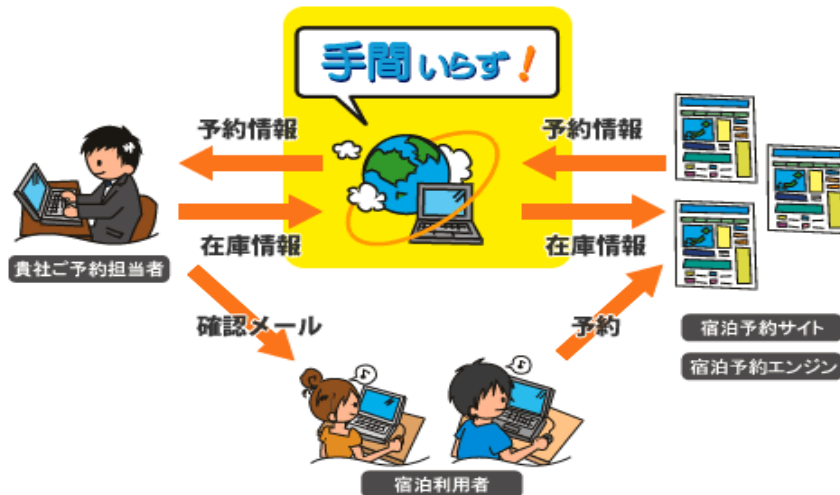 手間いらず!
予約情報
予約情報
在庫情報
在庫情報
貴社ご予約担当者
確認メール
予約
宿泊予約サイト
宿泊予約エンジン
宿泊利用者